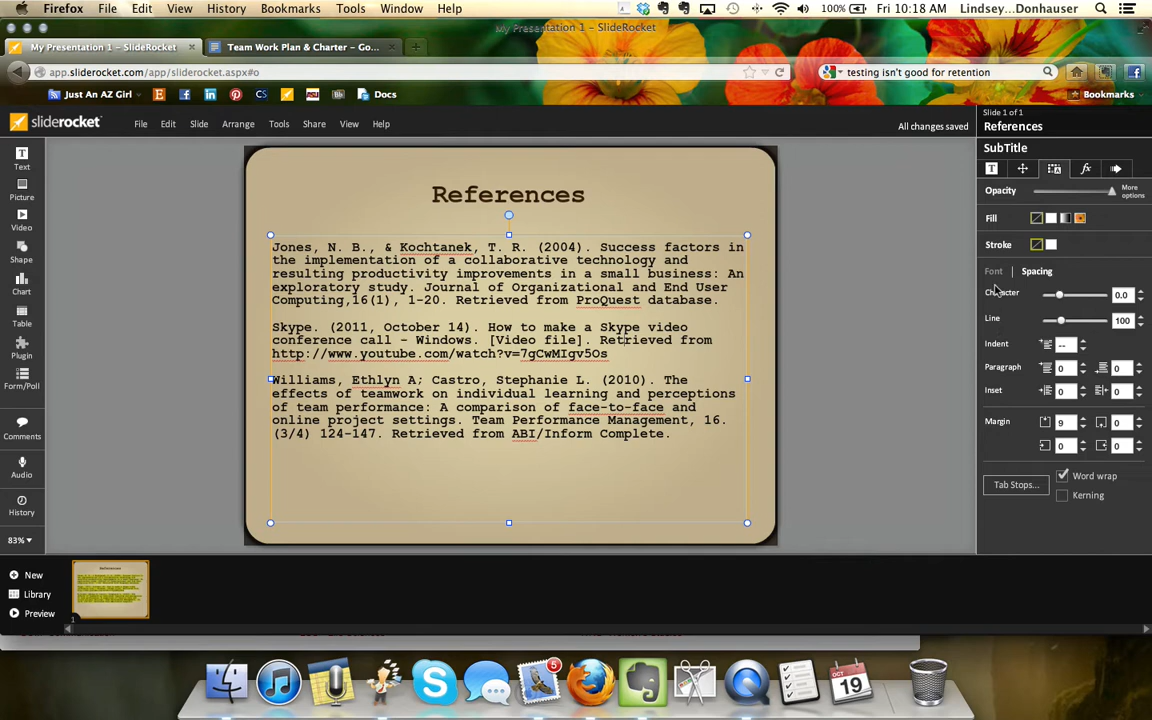 Firefox File Edit View History Bookmarks Tools Window Help 100% Fri 10:18 AM Lindsey Donhauser
My Presentation 1 – SlideRocket
My Presentation 1 – SlideRocket Team Work Plan & Charter – Go...
app.sliderocket.com/app/sliderocket.aspx#o testing isn't good for retention
Just An AZ Girl CS ASU Bb Docs Bookmarks
sliderocket File Edit Slide Arrange Tools Share View Help All changes saved
Slide 1 of 1
References
SubTitle
Text
Picture
Video
Shape
Chart
Table
Plugin
Form/Poll
Comments
Audio
History
83%
References
Jones, N. B., & Kochtanek, T. R. (2004). Success factors in
the implementation of a collaborative technology and
resulting productivity improvements in a small business: An
exploratory study. Journal of Organizational and End User
Computing,16(1), 1-20. Retrieved from ProQuest database.
Skype. (2011, October 14). How to make a Skype video
conference call - Windows. [Video file]. Retrieved from
http://www.youtube.com/watch?v=7gCwMIgv5Os
Williams, Ethlyn A; Castro, Stephanie L. (2010). The
effects of teamwork on individual learning and perceptions
of team performance: A comparison of face-to-face and
online project settings. Team Performance Management, 16.
(3/4) 124-147. Retrieved from ABI/Inform Complete.
Opacity More options
Fill
Stroke
Font | Spacing
Character 0.0
Line 100
Indent --
Paragraph 0 0
Inset 0 0
Margin 9 0
0 0
Tab Stops... Word wrap
Kerning
New
Library
Preview
1
5
OCT
19